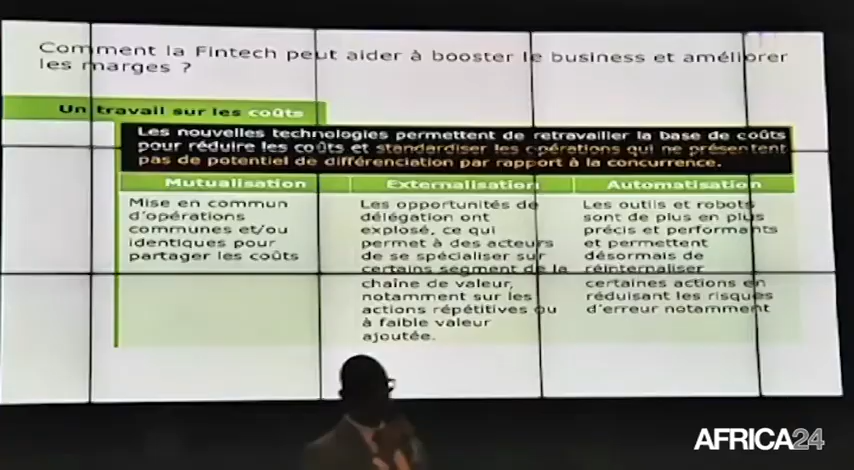 Comment la Fintech peut aider à booster le business et améliorer
les marges ?
Un travail sur les coûts
Les nouvelles technologies permettent de retravailler la base de coûts
pour réduire les coûts et standardiser les opérations qui ne présentent
pas de potentiel de différenciation par rapport à la concurrence.
Mutualisation
Mise en commun
d'opérations
communes et/ou
identiques pour
partager les coûts
Externalisation
Les opportunités de
délégation ont
explosé, ce qui
permet à des acteurs
de se spécialiser sur
certains segment de la
chaîne de valeur,
notamment sur les
actions répétitives ou
à faible valeur
ajoutée.
Automatisation
Les outils et robots
sont de plus en plus
précis et performants
et permettent
désormais de
réinternaliser
certaines actions en
réduisant les risques
d'erreur notamment
AFRICA24